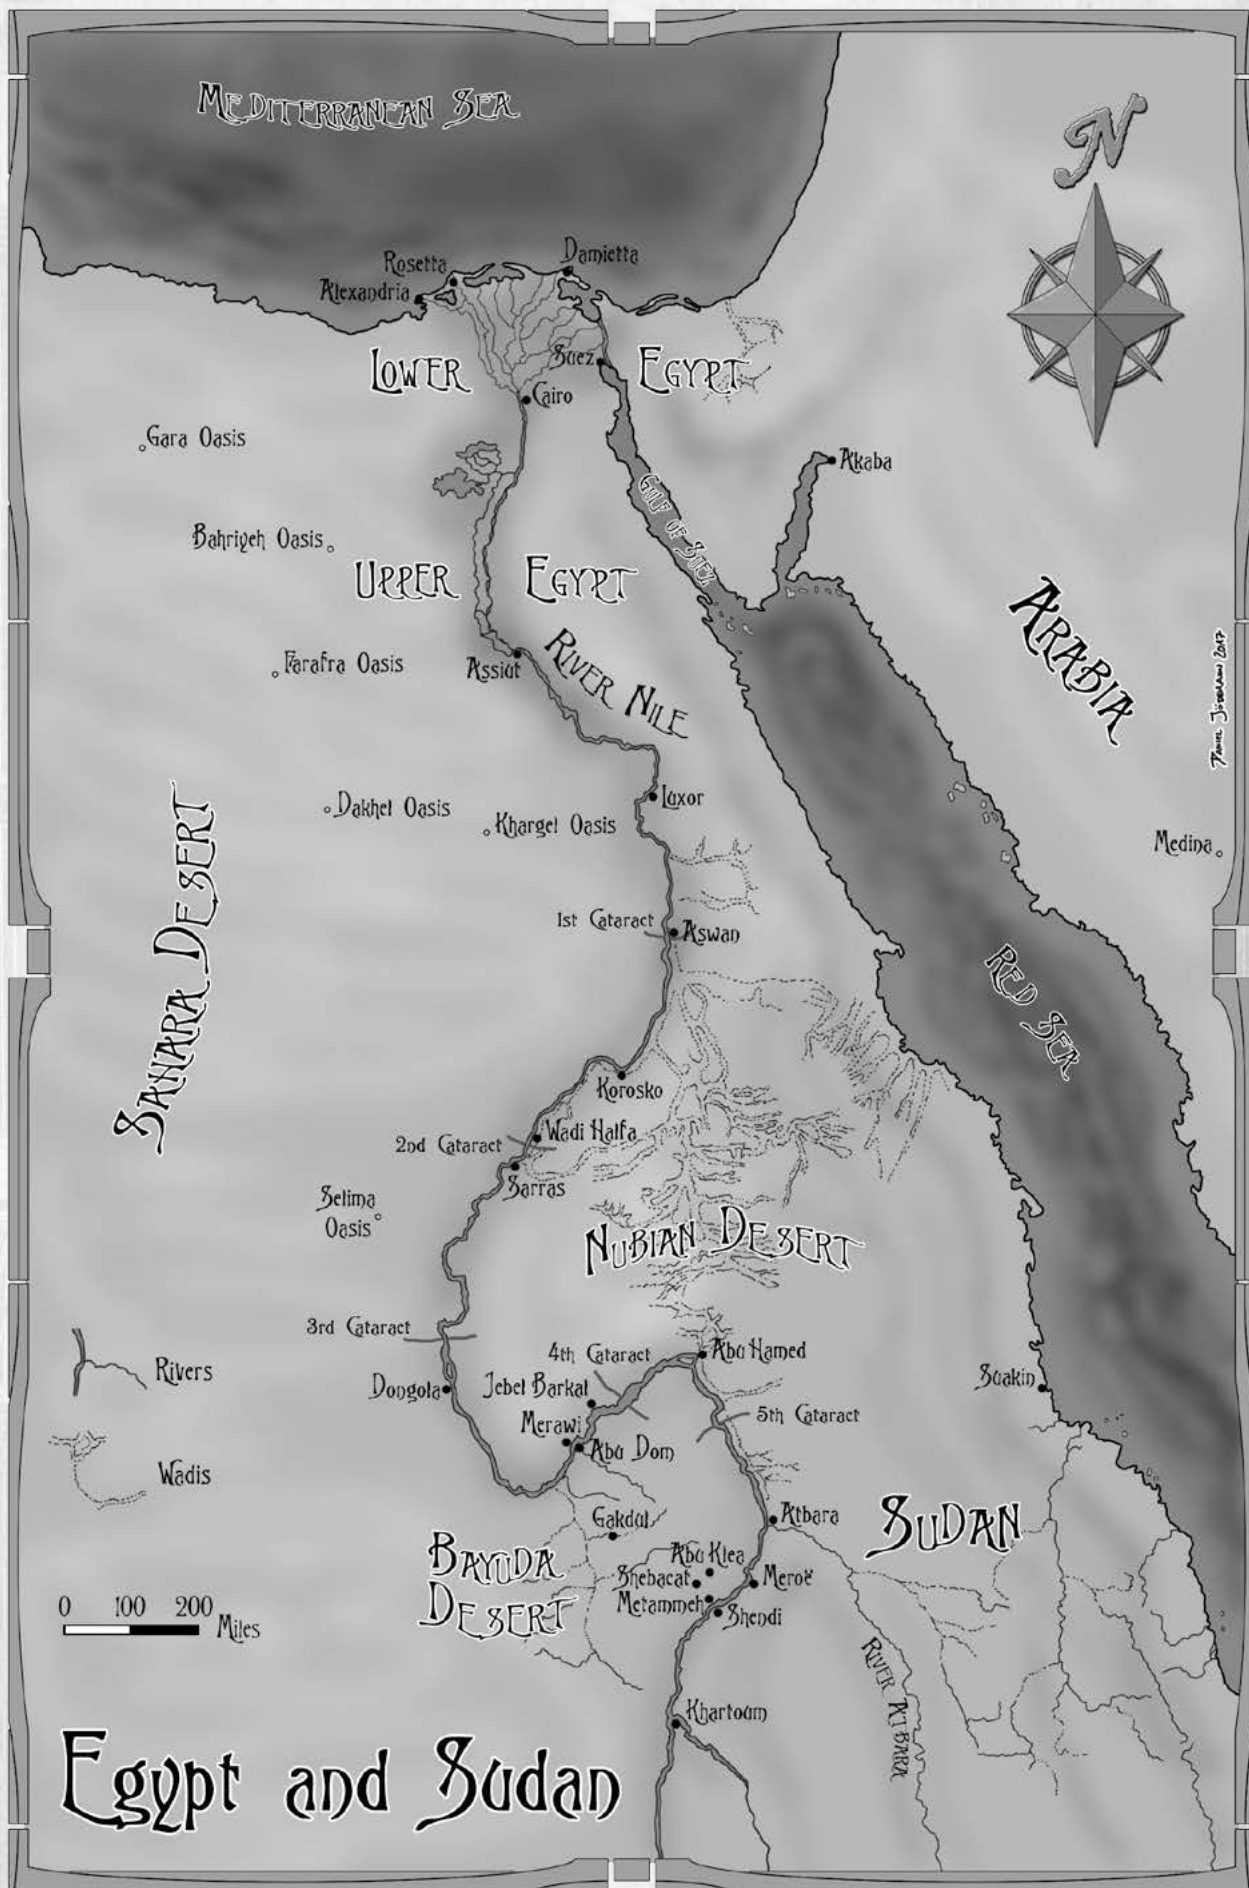 Mediterranean Sea
N
Rosetta
Damietta
Alexandria
Lower
Egypt
Suez
Cairo
Gara Oasis
Akaba
Gulf of Suez
Bahriyeh Oasis
Upper
Egypt
Arabia
Farafra Oasis
Assiut
River Nile
Daniel Jödemann 2017
Dakhel Oasis
Khargel Oasis
Luxor
Medina
Sahara Desert
1st Cataract
Aswan
Red Sea
Korosko
2nd Cataract
Wadi Halfa
Sarras
Selima
Oasis
Nubian Desert
3rd Cataract
4th Cataract
Abu Hamed
Rivers
Dongola
Jebel Barkal
Suakin
Merawi
5th Cataract
Abu Dom
Wadis
Gakdul
Atbara
Sudan
Bayuda
Desert
Abu Klea
Shebacat
Meroë
Metammeh
Shendi
0 100 200 Miles
River Atbara
Khartoum
Egypt and Sudan